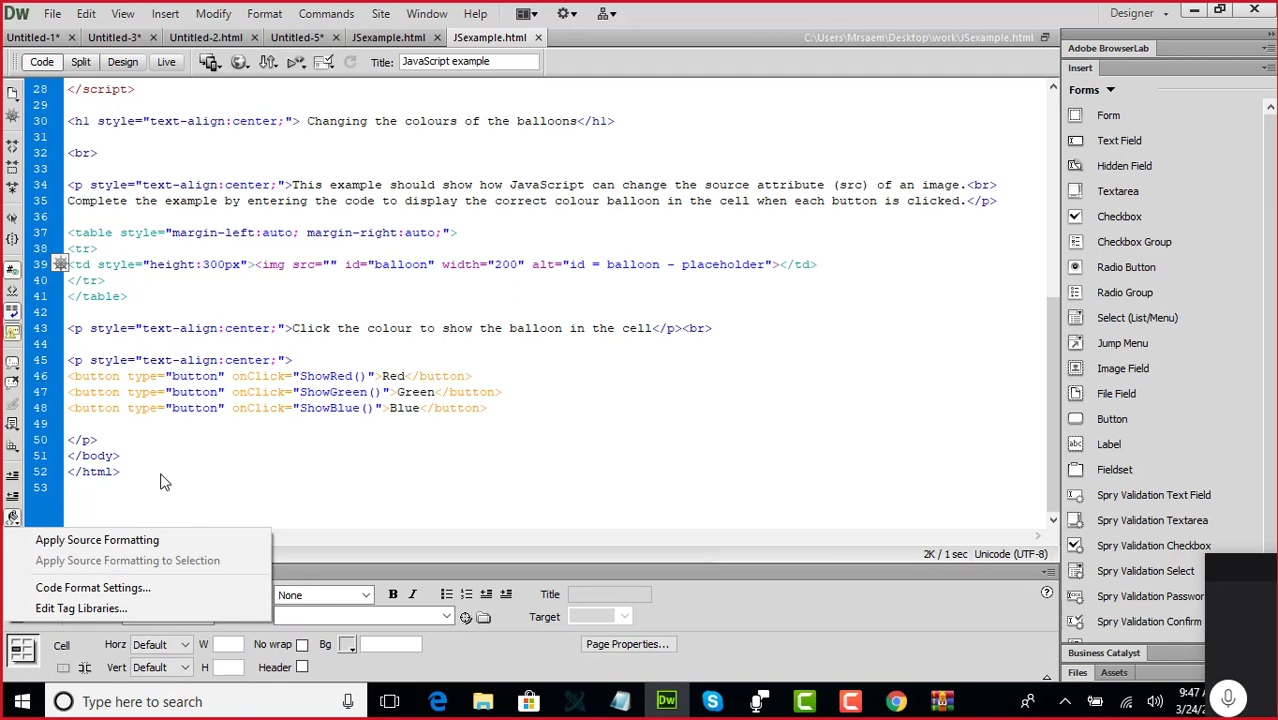 Dw File Edit View Insert Modify Format Commands Site Window Help Designer
Untitled-1* × Untitled-3* × Untitled-2.html × Untitled-5* × JSexample.html × JSexample.html × C:\Users\Mrsaem\Desktop\work\JSexample.html
Code Split Design Live Title: JavaScript example
28 </script>
29
30 <h1 style="text-align:center;"> Changing the colours of the balloons</h1>
31
32 <br>
33
34 <p style="text-align:center;">This example should show how JavaScript can change the source attribute (src) of an image.<br>
35 Complete the example by entering the code to display the correct colour balloon in the cell when each button is clicked.</p>
36
37 <table style="margin-left:auto; margin-right:auto;">
38 <tr>
39 <td style="height:300px"><img src="" id="balloon" width="200" alt="id = balloon - placeholder"></td>
40 </tr>
41 </table>
42
43 <p style="text-align:center;">Click the colour to show the balloon in the cell</p><br>
44
45 <p style="text-align:center;">
46 <button type="button" onClick="ShowRed()">Red</button>
47 <button type="button" onClick="ShowGreen()">Green</button>
48 <button type="button" onClick="ShowBlue()">Blue</button>
49
50 </p>
51 </body>
52 </html>
53
Apply Source Formatting
Apply Source Formatting to Selection
Code Format Settings...
Edit Tag Libraries...
2K / 1 sec Unicode (UTF-8)
None B I Title
Target
Cell Horz Default W No wrap Bg Page Properties...
Vert Default H Header
Adobe BrowserLab
Insert
Forms
Form
Text Field
Hidden Field
Textarea
Checkbox
Checkbox Group
Radio Button
Radio Group
Select (List/Menu)
Jump Menu
Image Field
File Field
Button
abc Label
Fieldset
Spry Validation Text Field
Spry Validation Textarea
Spry Validation Checkbox
Spry Validation Select
Spry Validation Passwor
Spry Validation Confirm
Business Catalyst
Files Assets
Type here to search
Dw
9:47
3/24/2